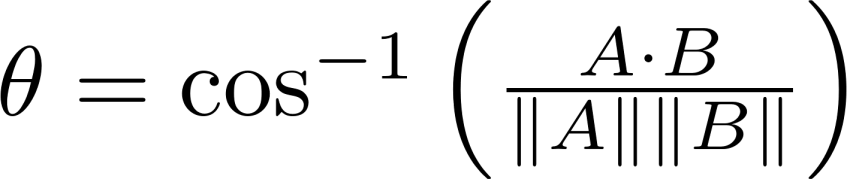 θ = cos⁻¹ ( A·B / ‖A‖‖B‖ )